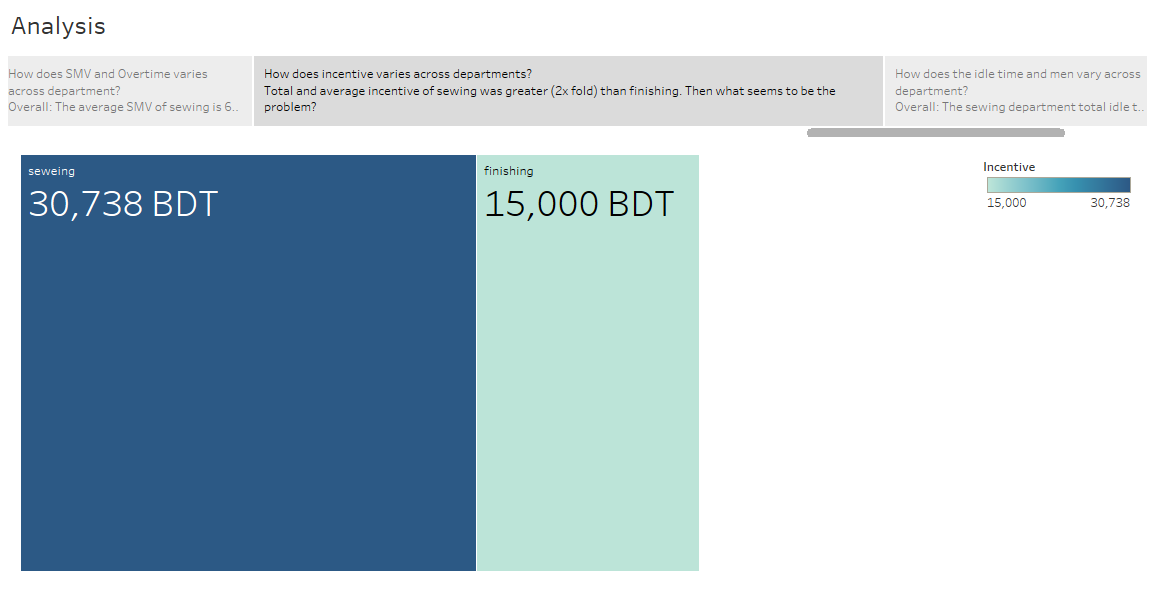 Analysis
How does SMV and Overtime varies
across department?
Overall: The average SMV of sewing is 6..
How does incentive varies across departments?
Total and average incentive of sewing was greater (2x fold) than finishing. Then what seems to be the
problem?
How does the idle time and men vary across
department?
Overall: The sewing department total idle t..
seweing
30,738 BDT
finishing
15,000 BDT
Incentive
15,000 30,738